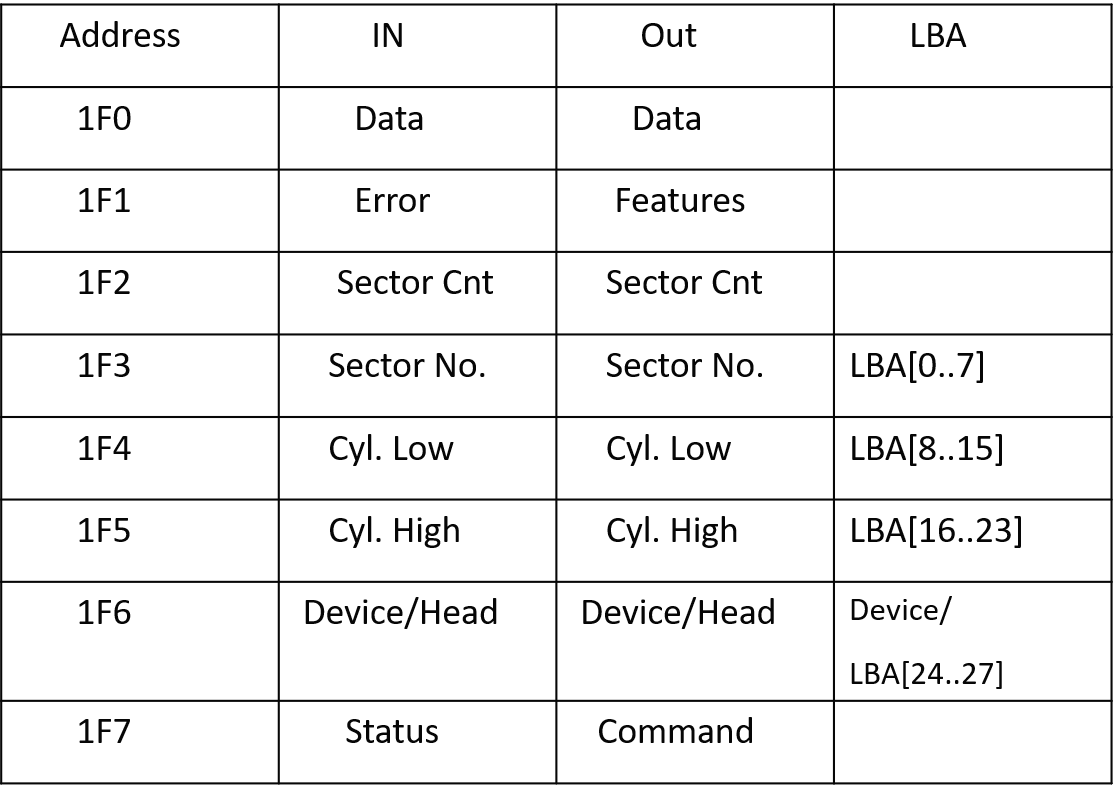 Address IN Out LBA
1F0 Data Data
1F1 Error Features
1F2 Sector Cnt Sector Cnt
1F3 Sector No. Sector No. LBA[0..7]
1F4 Cyl. Low Cyl. Low LBA[8..15]
1F5 Cyl. High Cyl. High LBA[16..23]
1F6 Device/Head Device/Head Device/
LBA[24..27]
1F7 Status Command